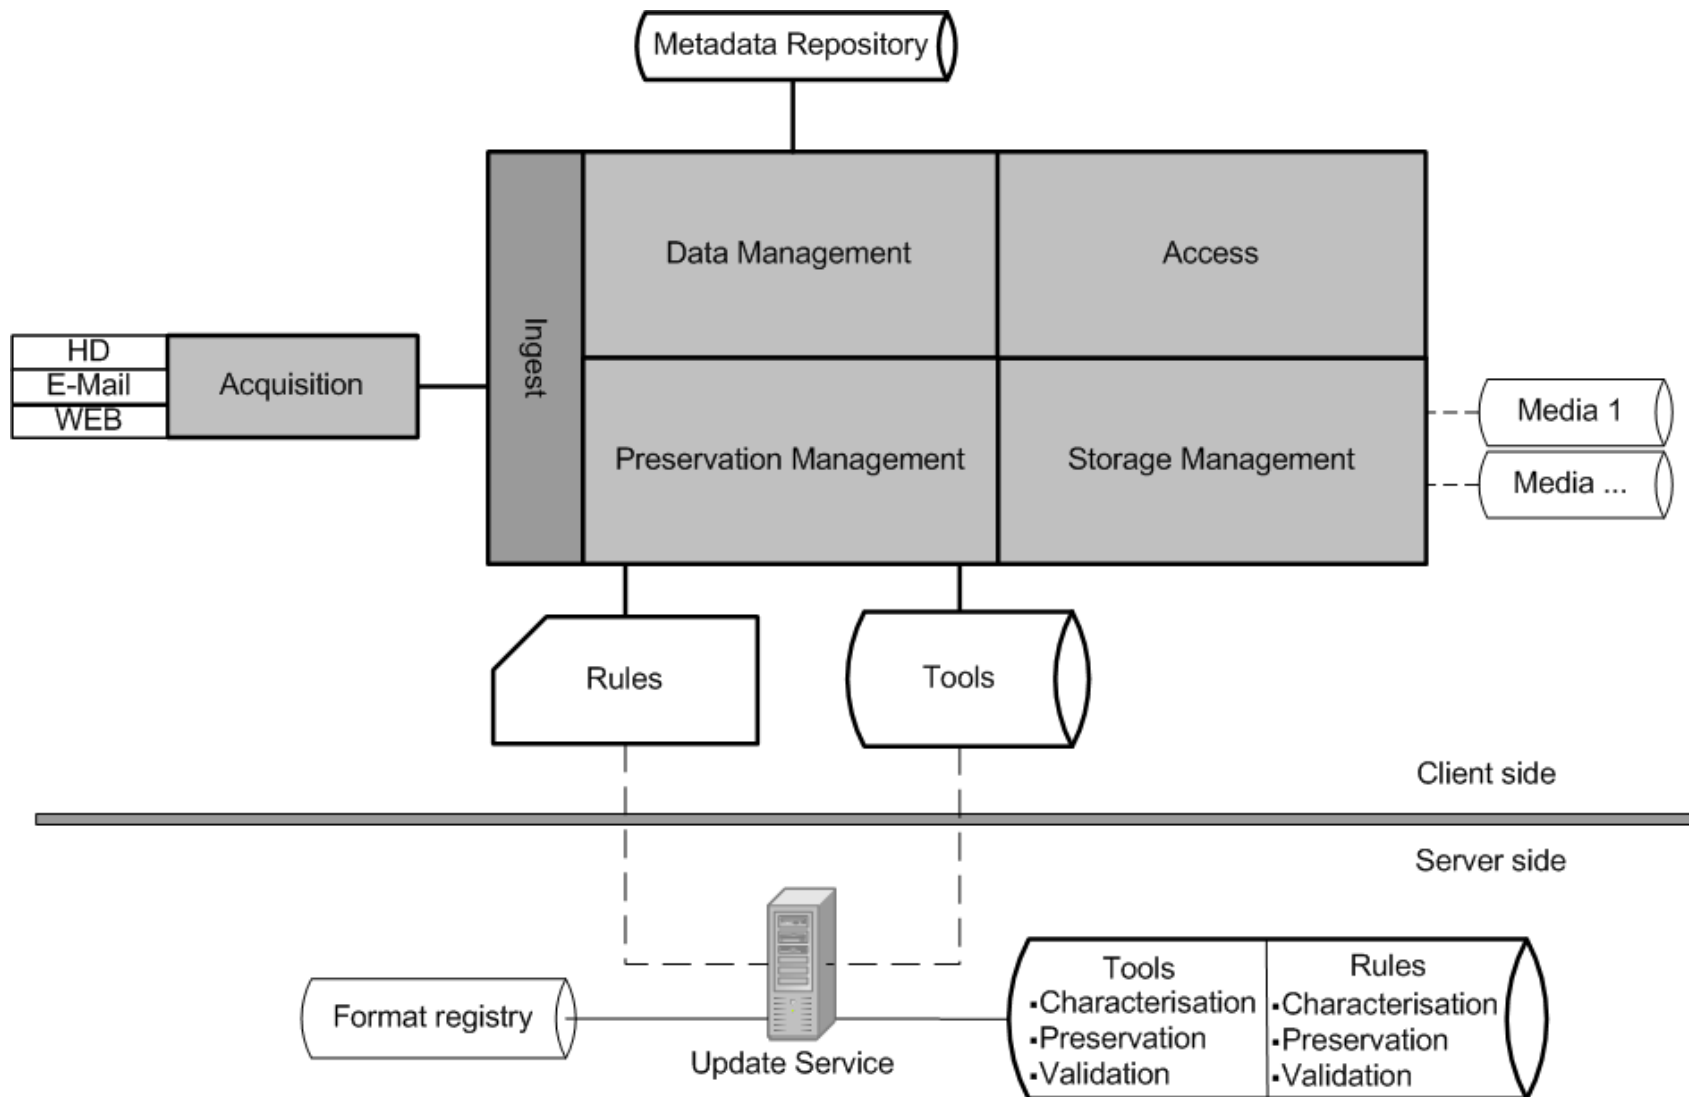 Metadata Repository
Data Management
Access
Ingest
HD
E-Mail
WEB
Acquisition
Preservation Management
Storage Management
Media 1
Media ...
Rules
Tools
Client side
Server side
Format registry
Update Service
Tools
▪Characterisation
▪Preservation
▪Validation
Rules
▪Characterisation
▪Preservation
▪Validation